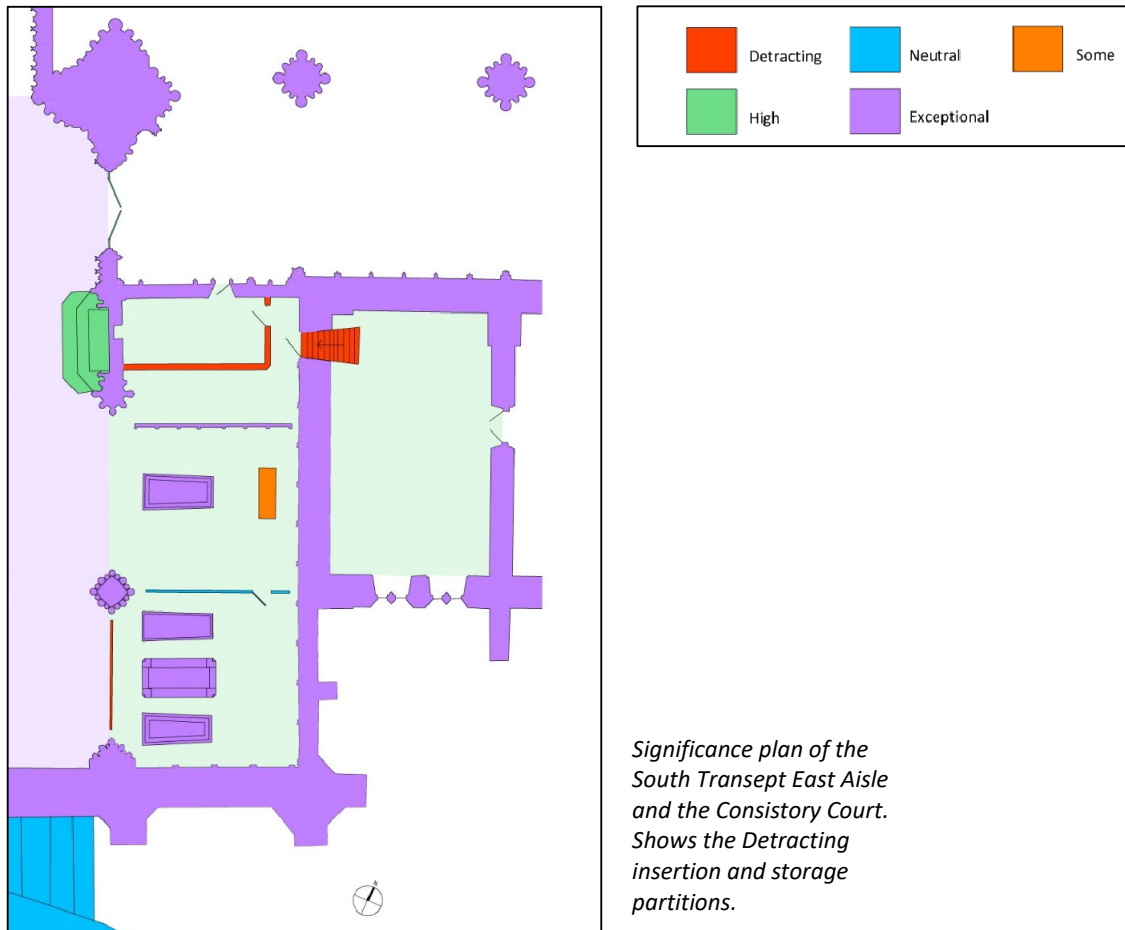 Detracting
Neutral
Some
High
Exceptional
N
Significance plan of the
South Transept East Aisle
and the Consistory Court.
Shows the Detracting
insertion and storage
partitions.